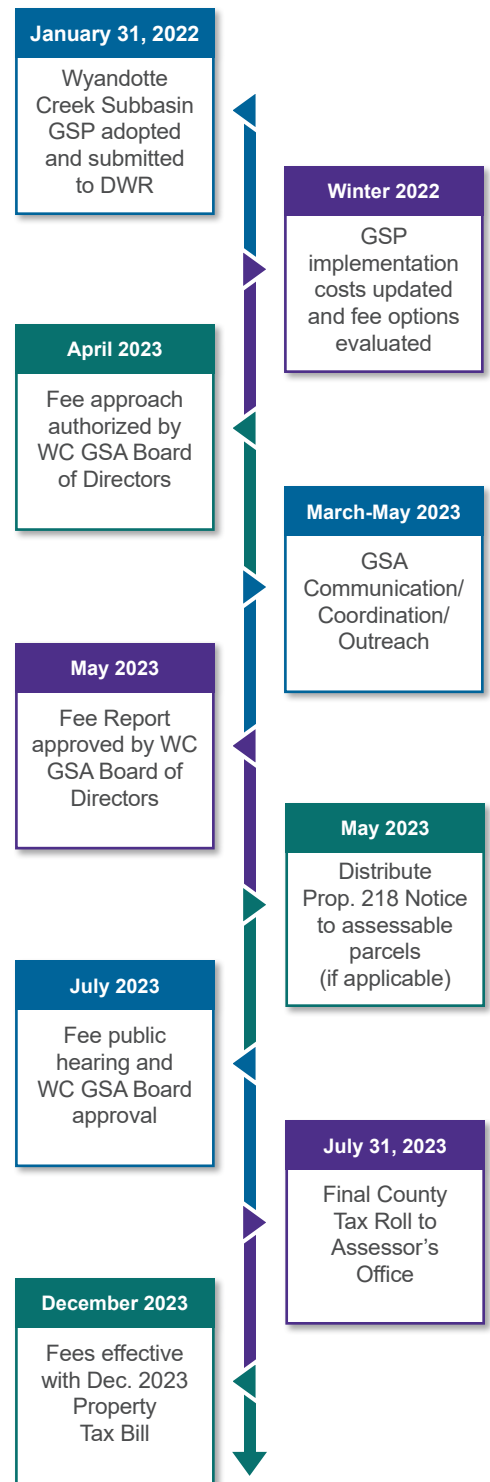 January 31, 2022
Wyandotte
Creek Subbasin
GSP adopted
and submitted
to DWR
Winter 2022
GSP
implementation
costs updated
and fee options
evaluated
April 2023
Fee approach
authorized by
WC GSA Board
of Directors
March-May 2023
GSA
Communication/
Coordination/
Outreach
May 2023
Fee Report
approved by WC
GSA Board of
Directors
May 2023
Distribute
Prop. 218 Notice
to assessable
parcels
(if applicable)
July 2023
Fee public
hearing and
WC GSA Board
approval
July 31, 2023
Final County
Tax Roll to
Assessor’s
Office
December 2023
Fees effective
with Dec. 2023
Property
Tax Bill